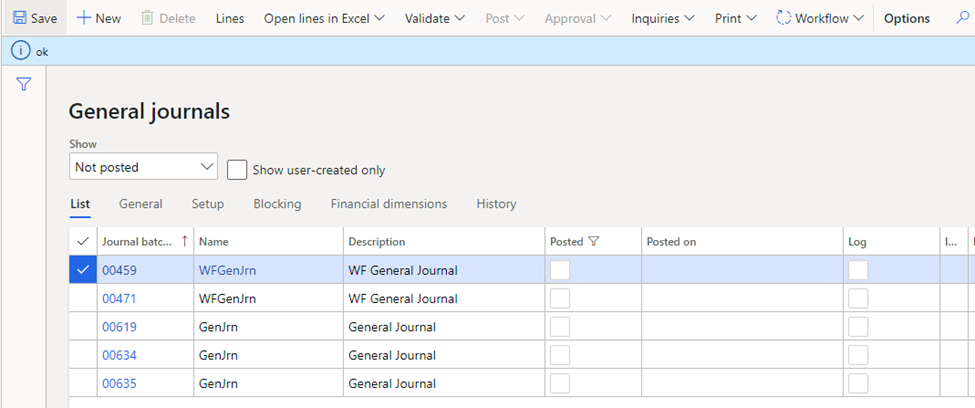 Save New Delete Lines Open lines in Excel Validate Post Approval Inquiries Print Workflow Options
ok
General journals
Show
Not posted Show user-created only
List General Setup Blocking Financial dimensions History
Journal batc... Name Description Posted Posted on Log I...
00459 WFGenJrn WF General Journal
00471 WFGenJrn WF General Journal
00619 GenJrn General Journal
00634 GenJrn General Journal
00635 GenJrn General Journal